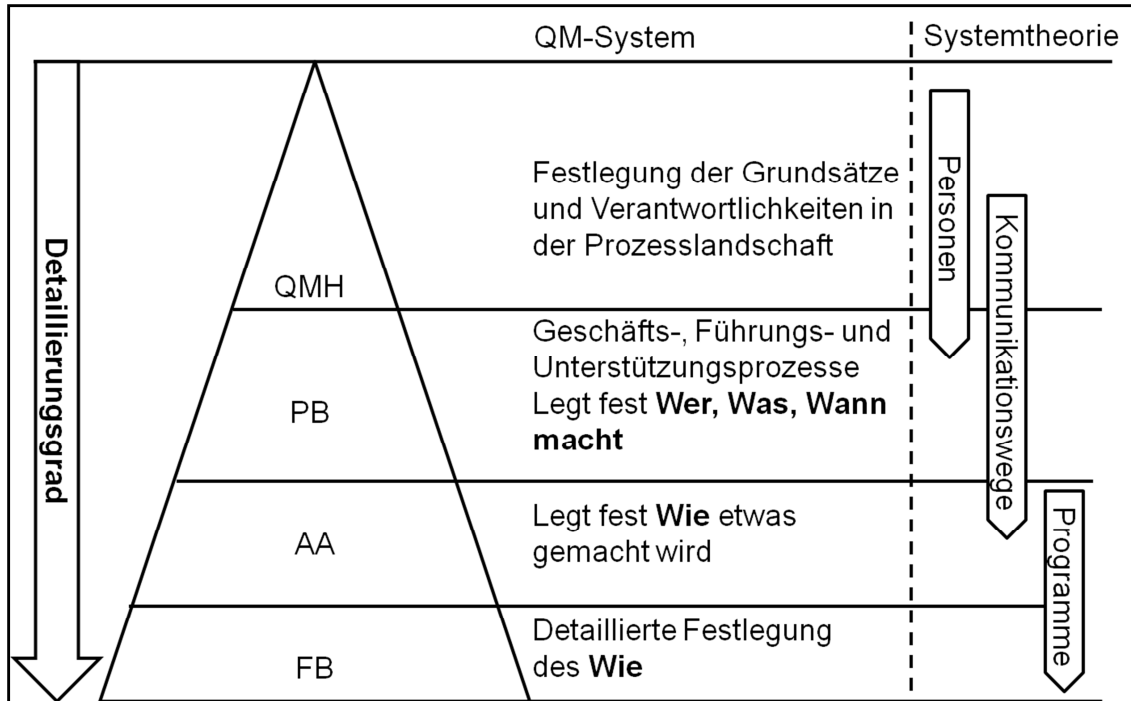 QM-System
Systemtheorie
Detaillierungsgrad
QMH
Festlegung der Grundsätze
und Verantwortlichkeiten in
der Prozesslandschaft
Personen
Kommunikationswege
PB
Geschäfts-, Führungs- und
Unterstützungsprozesse
Legt fest Wer, Was, Wann
macht
AA
Legt fest Wie etwas
gemacht wird
Programme
FB
Detaillierte Festlegung
des Wie